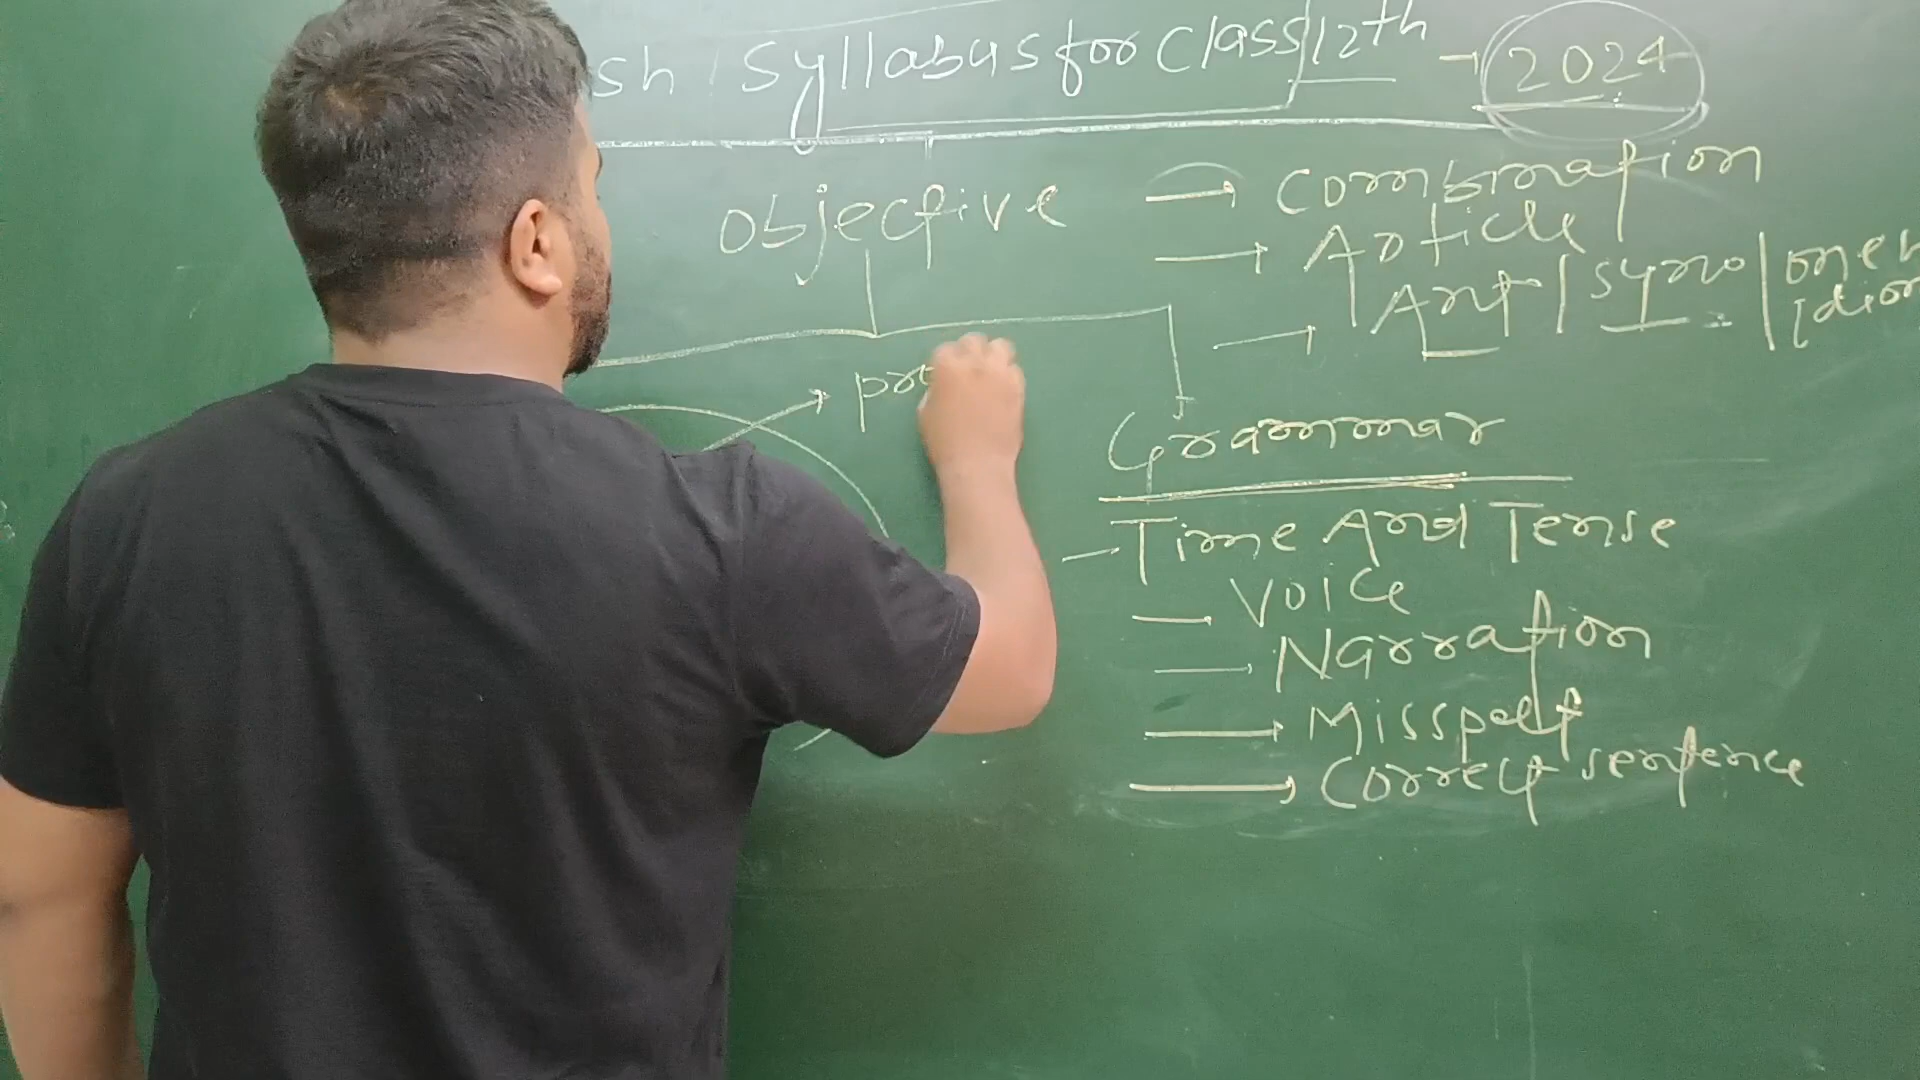 sh Syllabus for Class 12th → 2024
Objective
→ Combination
→ Article
→ Ant / Syno / one
Idiom
Grammar
– Time And Tense
– Voice
– Narration
→ Misspelt
→ Correct sentence